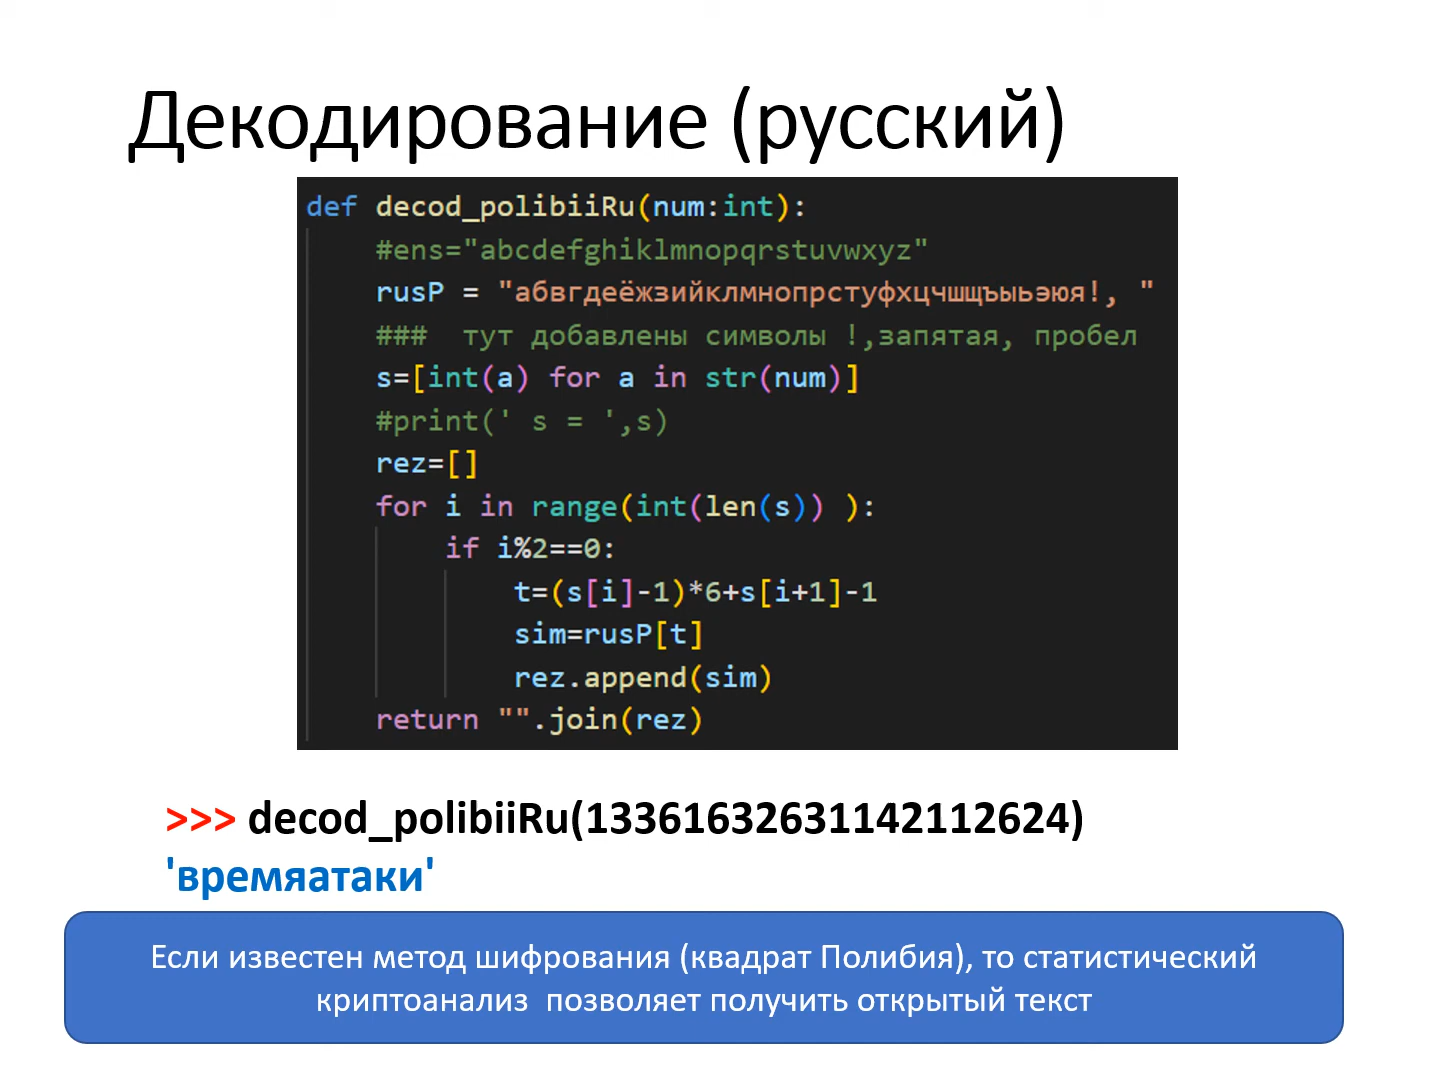 Декодирование (русский)
def decod_polibiiRu(num:int):
    #ens="abcdefghiklmnopqrstuvwxyz"
    rusP = "абвгдеёжзийклмнопрстуфхцчшщъыьэюя!, "
    ###  тут добавлены символы !,запятая, пробел
    s=[int(a) for a in str(num)]
    #print(' s = ',s)
    rez=[]
    for i in range(int(len(s)) ):
        if i%2==0:
            t=(s[i]-1)*6+s[i+1]-1
            sim=rusP[t]
            rez.append(sim)
    return "".join(rez)
>>> decod_polibiiRu(13361632631142112624)
'времяатаки'
Если известен метод шифрования (квадрат Полибия), то статистический
криптоанализ  позволяет получить открытый текст